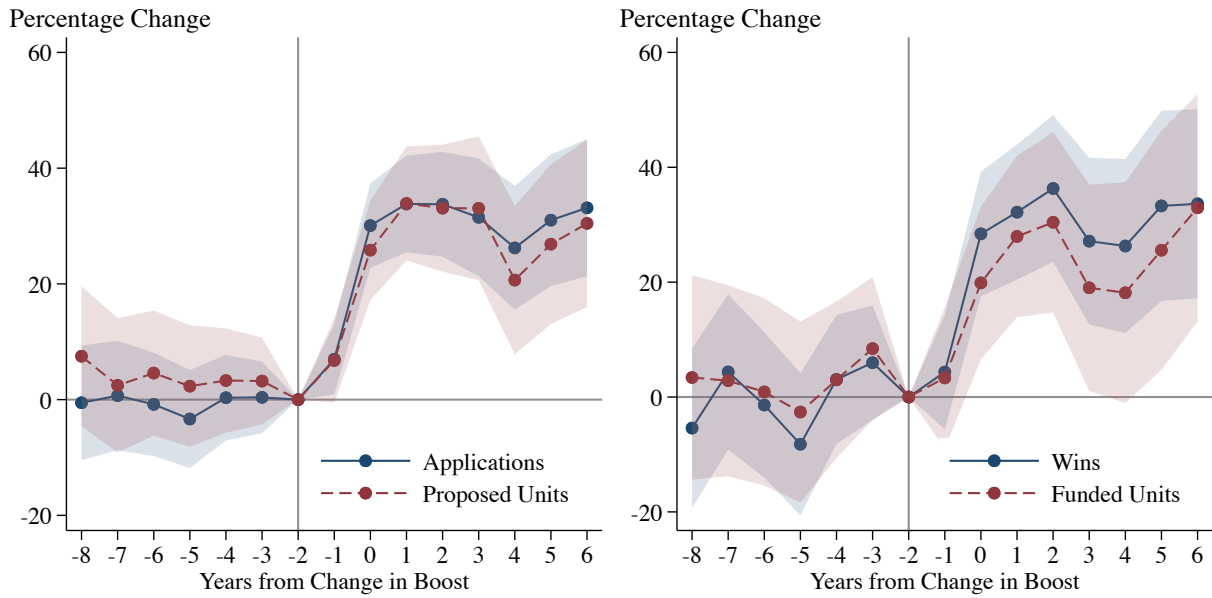 Percentage Change
60
40
20
0
-20
-8 -7 -6 -5 -4 -3 -2 -1 0 1 2 3 4 5 6
Years from Change in Boost
Applications
Proposed Units
Percentage Change
60
40
20
0
-20
-8 -7 -6 -5 -4 -3 -2 -1 0 1 2 3 4 5 6
Years from Change in Boost
Wins
Funded Units